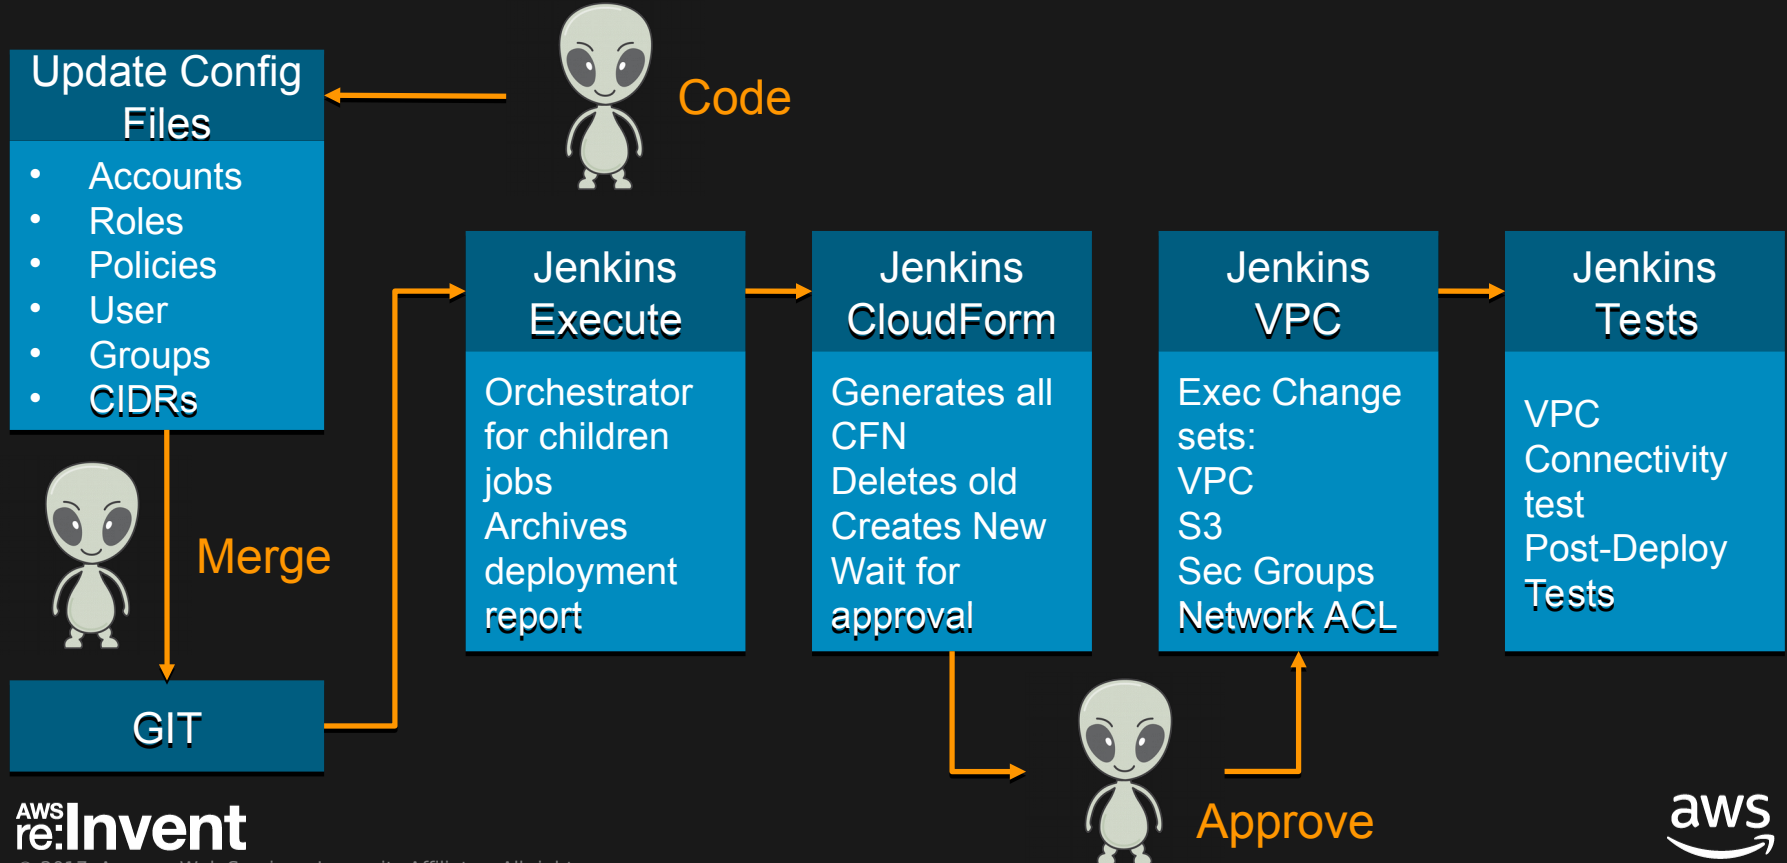 Update Config
Files
• Accounts
• Roles
• Policies
• User
• Groups
• CIDRs
Code
Merge
GIT
Jenkins
Execute
Orchestrator
for children
jobs
Archives
deployment
report
Jenkins
CloudForm
Generates all
CFN
Deletes old
Creates New
Wait for
approval
Jenkins
VPC
Exec Change
sets:
VPC
S3
Sec Groups
Network ACL
Jenkins
Tests
VPC
Connectivity
test
Post-Deploy
Tests
Approve
AWS
re:Invent
aws